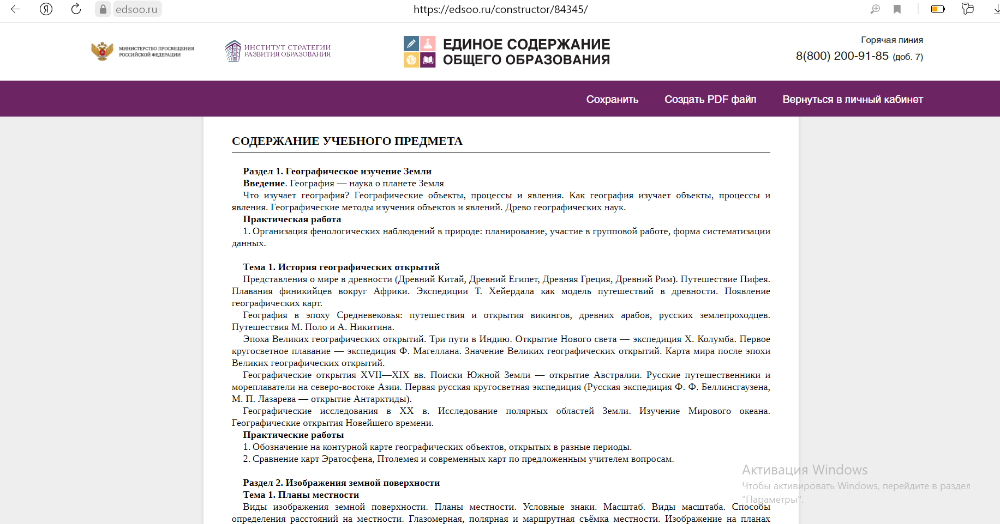 Я
edsoo.ru
https://edsoo.ru/constructor/84345/
МИНИСТЕРСТВО ПРОСВЕЩЕНИЯ
РОССИЙСКОЙ ФЕДЕРАЦИИ
ИНСТИТУТ СТРАТЕГИИ
РАЗВИТИЯ ОБРАЗОВАНИЯ
ЕДИНОЕ СОДЕРЖАНИЕ
ОБЩЕГО ОБРАЗОВАНИЯ
Горячая линия
8(800) 200-91-85 (доб. 7)
Сохранить Создать PDF файл Вернуться в личный кабинет
СОДЕРЖАНИЕ УЧЕБНОГО ПРЕДМЕТА
Раздел 1. Географическое изучение Земли
Введение. География — наука о планете Земля
Что изучает география? Географические объекты, процессы и явления. Как география изучает объекты, процессы и
явления. Географические методы изучения объектов и явлений. Древо географических наук.
Практическая работа
1. Организация фенологических наблюдений в природе: планирование, участие в групповой работе, форма систематизации
данных.
Тема 1. История географических открытий
Представления о мире в древности (Древний Китай, Древний Египет, Древняя Греция, Древний Рим). Путешествие Пифея.
Плавания финикийцев вокруг Африки. Экспедиции Т. Хейердала как модель путешествий в древности. Появление
географических карт.
География в эпоху Средневековья: путешествия и открытия викингов, древних арабов, русских землепроходцев.
Путешествия М. Поло и А. Никитина.
Эпоха Великих географических открытий. Три пути в Индию. Открытие Нового света — экспедиция Х. Колумба. Первое
кругосветное плавание — экспедиция Ф. Магеллана. Значение Великих географических открытий. Карта мира после эпохи
Великих географических открытий.
Географические открытия XVII—XIX вв. Поиски Южной Земли — открытие Австралии. Русские путешественники и
мореплаватели на северо-востоке Азии. Первая русская кругосветная экспедиция (Русская экспедиция Ф. Ф. Беллинсгаузена,
М. П. Лазарева — открытие Антарктиды).
Географические исследования в XX в. Исследование полярных областей Земли. Изучение Мирового океана.
Географические открытия Новейшего времени.
Практические работы
1. Обозначение на контурной карте географических объектов, открытых в разные периоды.
2. Сравнение карт Эратосфена, Птолемея и современных карт по предложенным учителем вопросам.
Раздел 2. Изображения земной поверхности
Тема 1. Планы местности
Виды изображения земной поверхности. Планы местности. Условные знаки. Масштаб. Виды масштаба. Способы
определения расстояний на местности. Глазомерная, полярная и маршрутная съёмка местности. Изображение на планах
Активация Windows
Чтобы активировать Windows, перейдите в раздел
"Параметры".